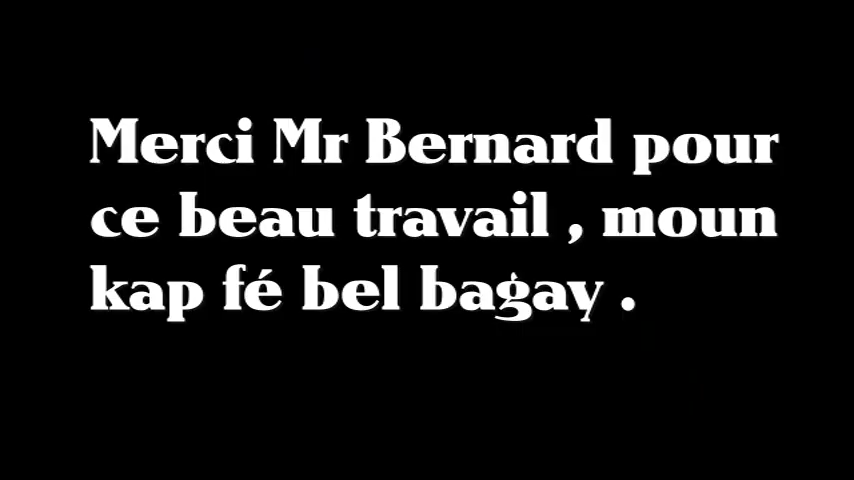 Merci Mr Bernard pour
ce beau travail , moun
kap fé bel bagay .